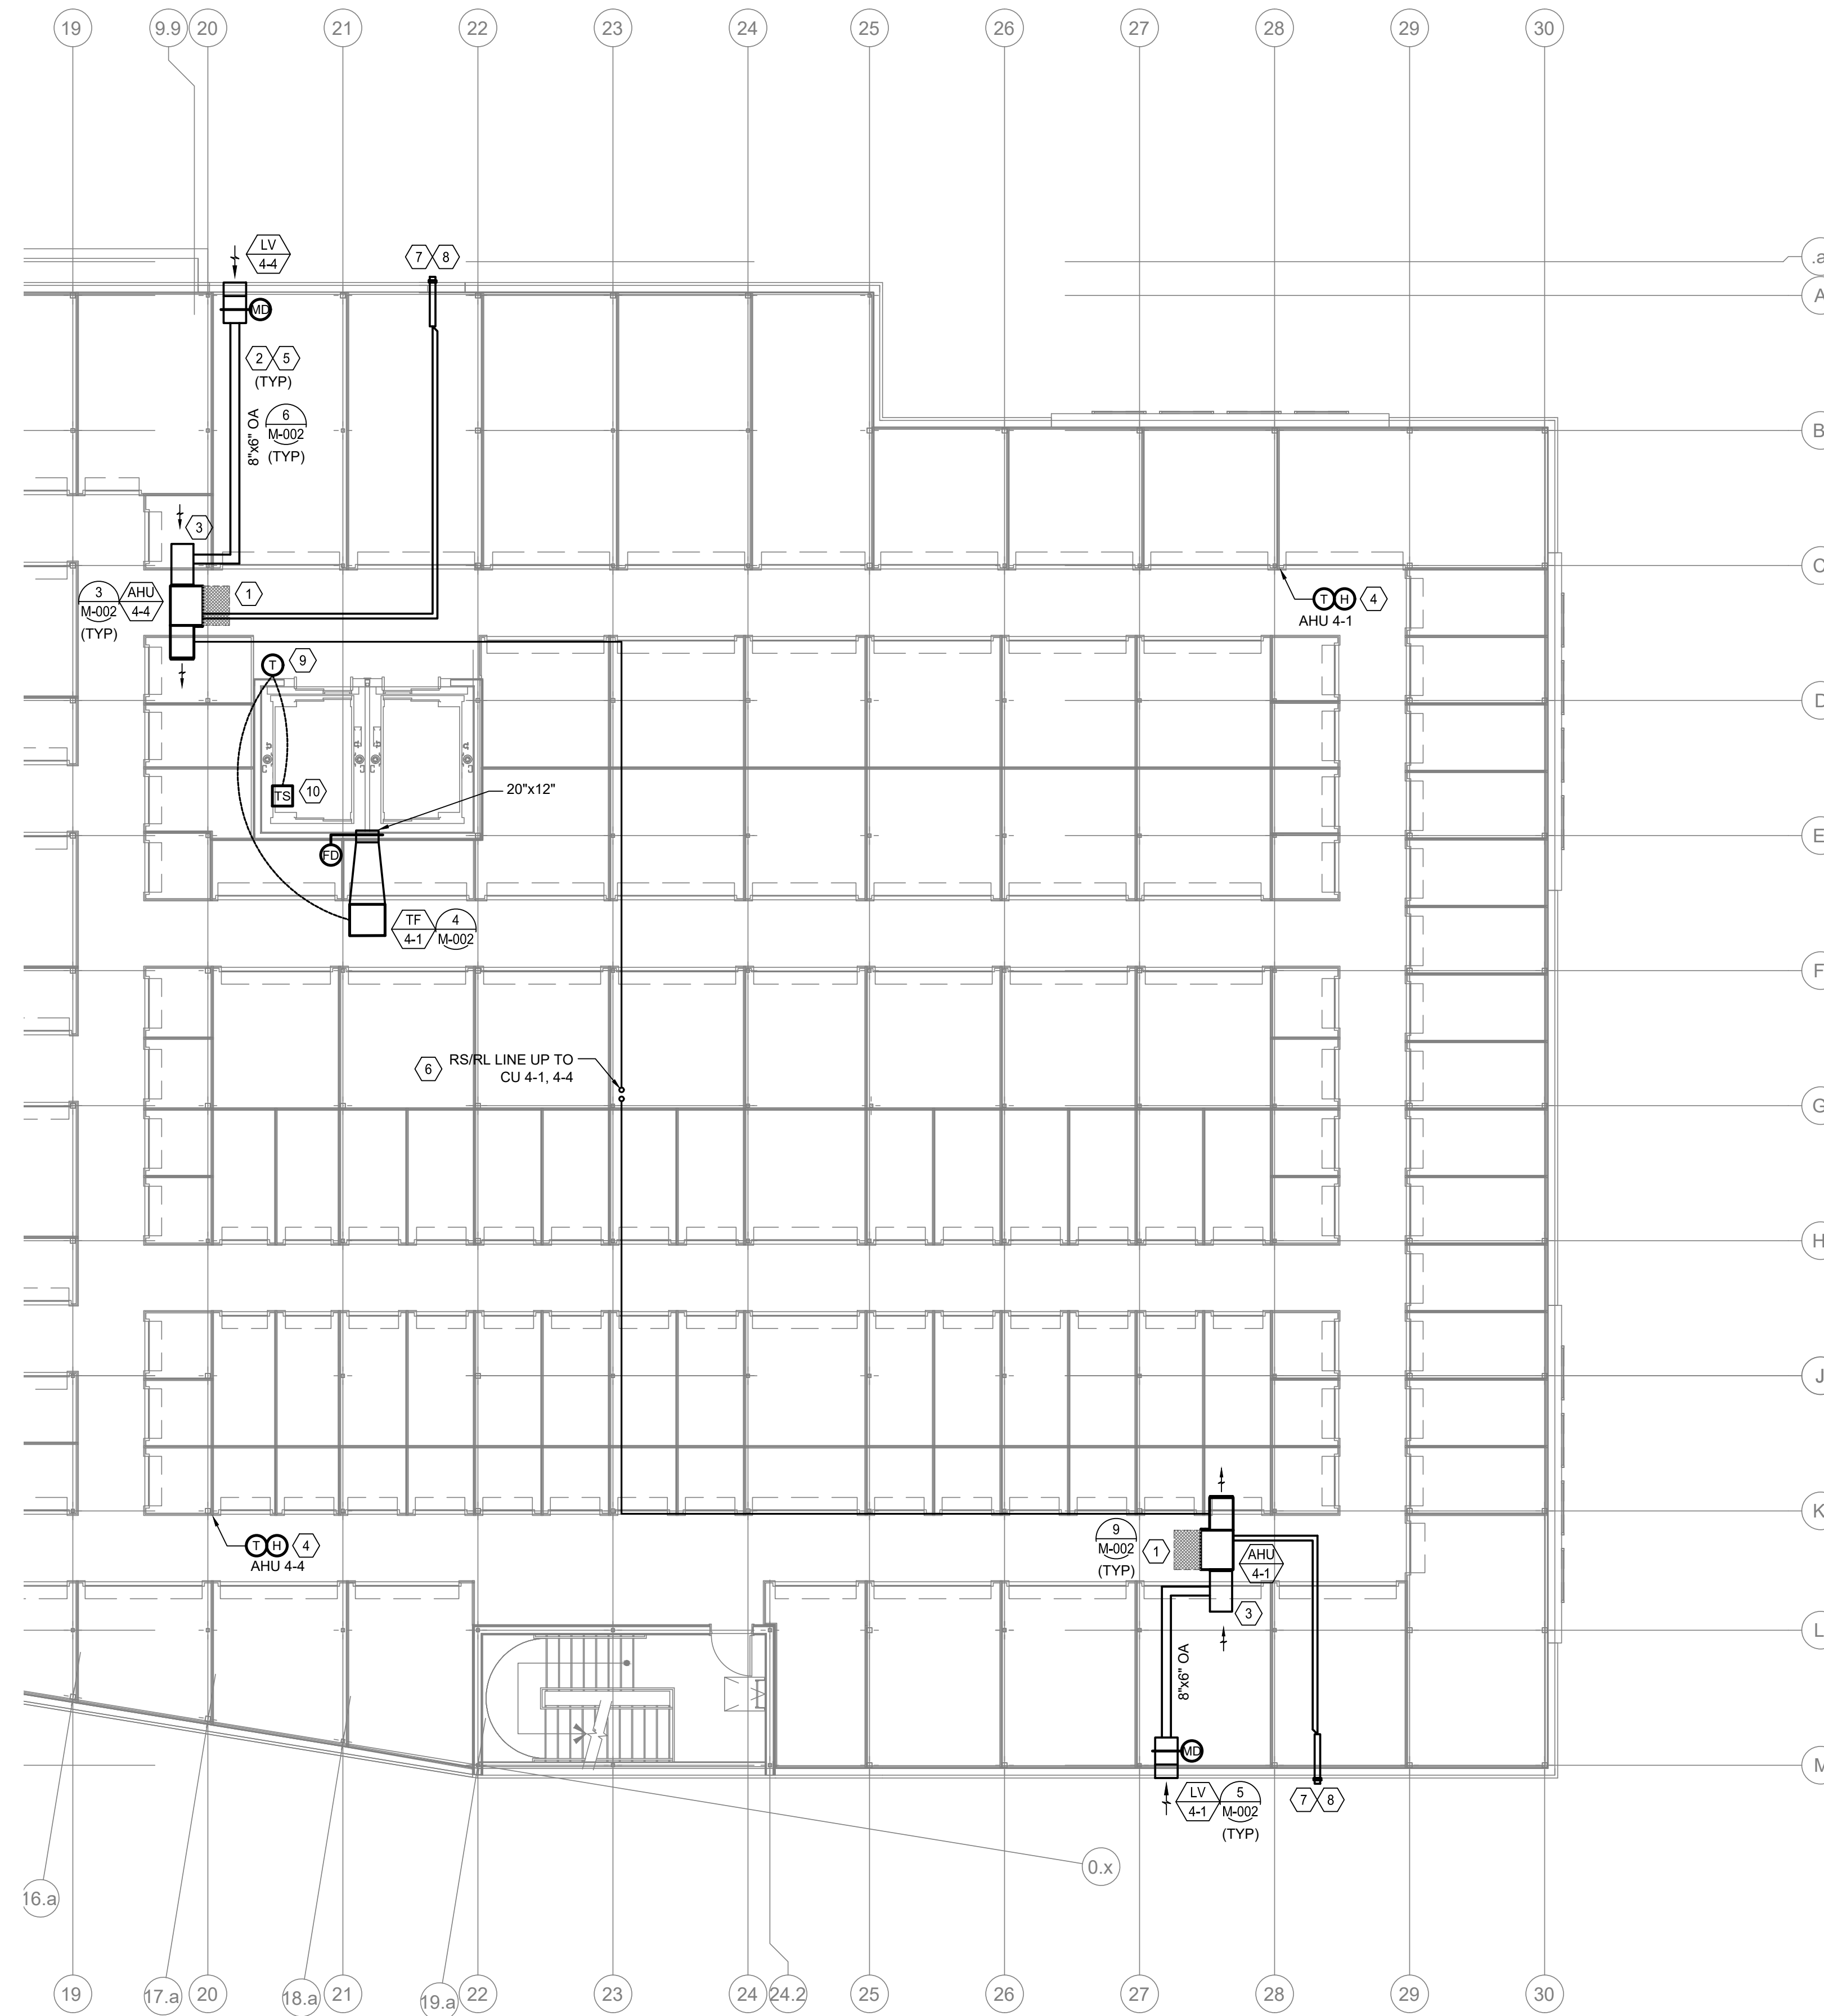 19
9.9
20
21
22
23
24
25
26
27
28
29
30
LV
4-4
7
8
.a
A
MD
2
5
(TYP)
8"x6" OA
6
M-002
(TYP)
B
3
C
3
M-002
(TYP)
AHU
4-4
1
T
H
4
AHU 4-1
T
9
D
TS
10
20"x12"
FD
E
TF
4-1
4
M-002
F
6
RS/RL LINE UP TO
CU 4-1, 4-4
G
H
J
K
T
H
4
AHU 4-4
9
M-002
(TYP)
1
AHU
4-1
3
L
8"x6" OA
MD
M
LV
4-1
5
M-002
(TYP)
7
8
0.x
16.a
19
17.a
20
18.a
21
19.a
22
23
24
24.2
25
26
27
28
29
30